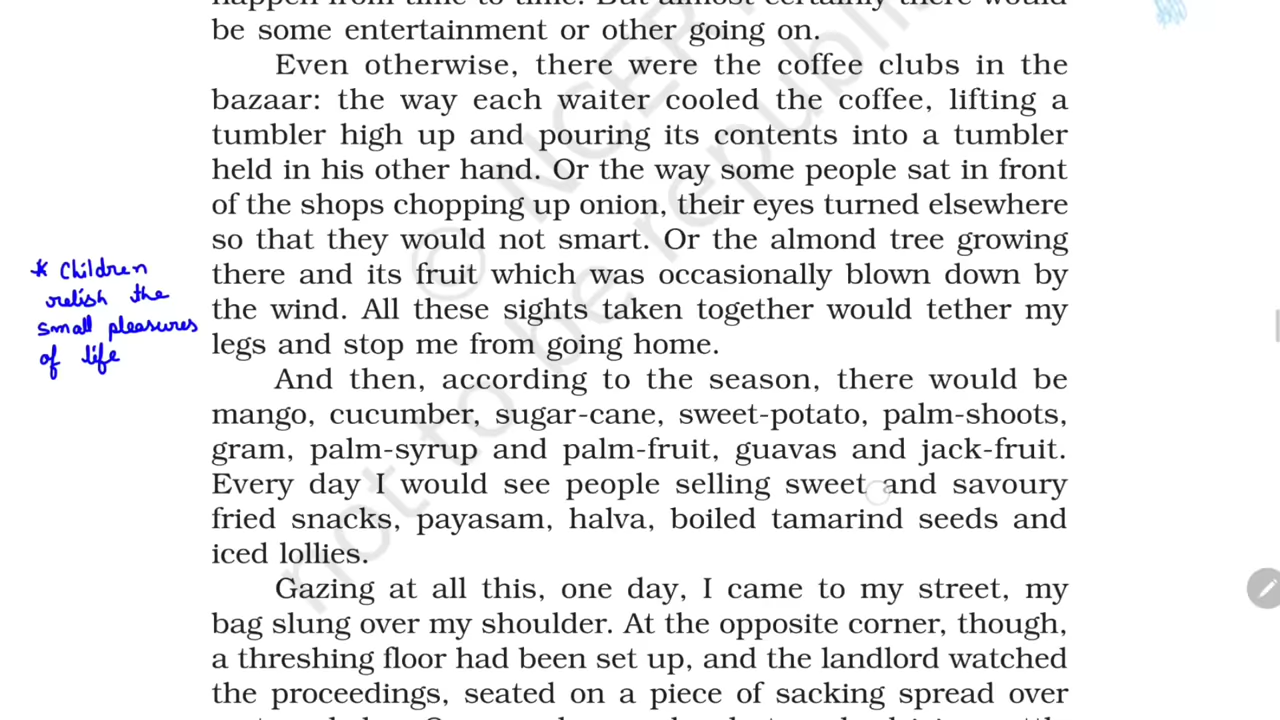 be some entertainment or other going on.
Even otherwise, there were the coffee clubs in the
bazaar: the way each waiter cooled the coffee, lifting a
tumbler high up and pouring its contents into a tumbler
held in his other hand. Or the way some people sat in front
of the shops chopping up onion, their eyes turned elsewhere
so that they would not smart. Or the almond tree growing
there and its fruit which was occasionally blown down by
the wind. All these sights taken together would tether my
legs and stop me from going home.
* Children
relish the
small pleasures
of life
And then, according to the season, there would be
mango, cucumber, sugar-cane, sweet-potato, palm-shoots,
gram, palm-syrup and palm-fruit, guavas and jack-fruit.
Every day I would see people selling sweet and savoury
fried snacks, payasam, halva, boiled tamarind seeds and
iced lollies.
Gazing at all this, one day, I came to my street, my
bag slung over my shoulder. At the opposite corner, though,
a threshing floor had been set up, and the landlord watched
the proceedings, seated on a piece of sacking spread over
© NCERT
not to be republi